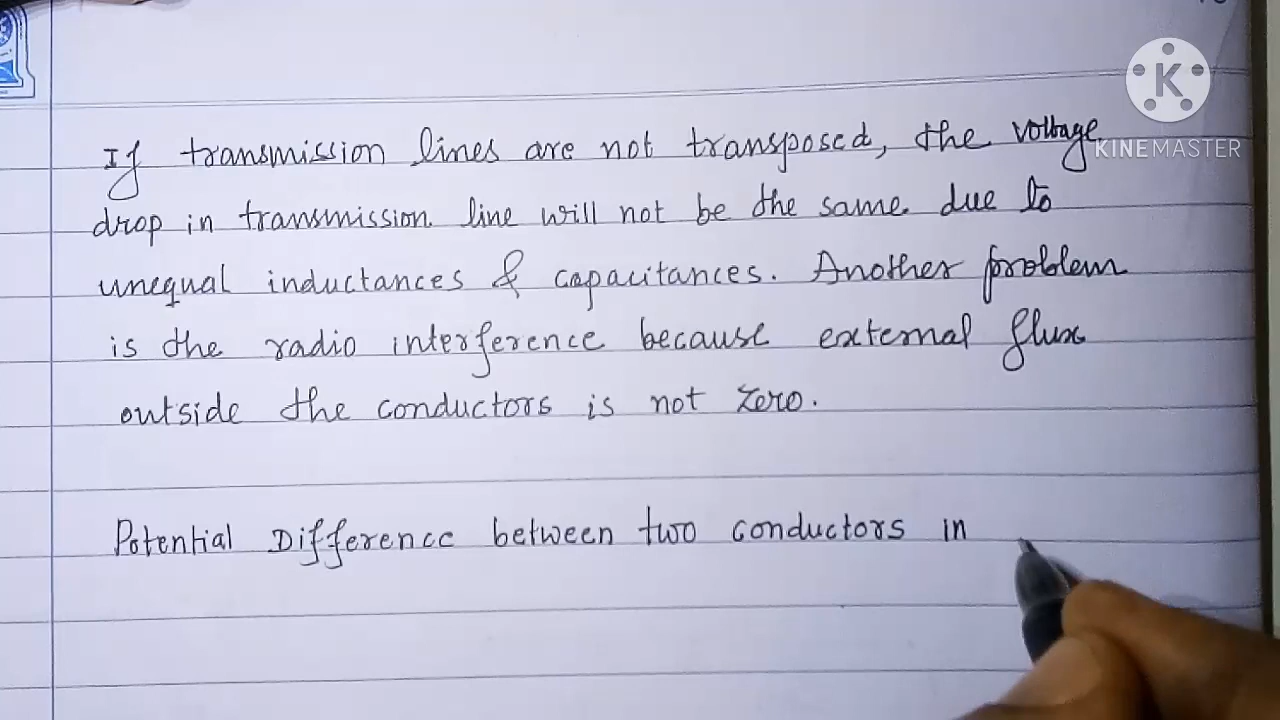 If transmission lines are not transposed, the voltage
drop in transmission line will not be the same due to
unequal inductances & capacitances. Another problem
is the radio interference because external flux
outside the conductors is not zero.
Potential Difference between two conductors in
K
KINEMASTER